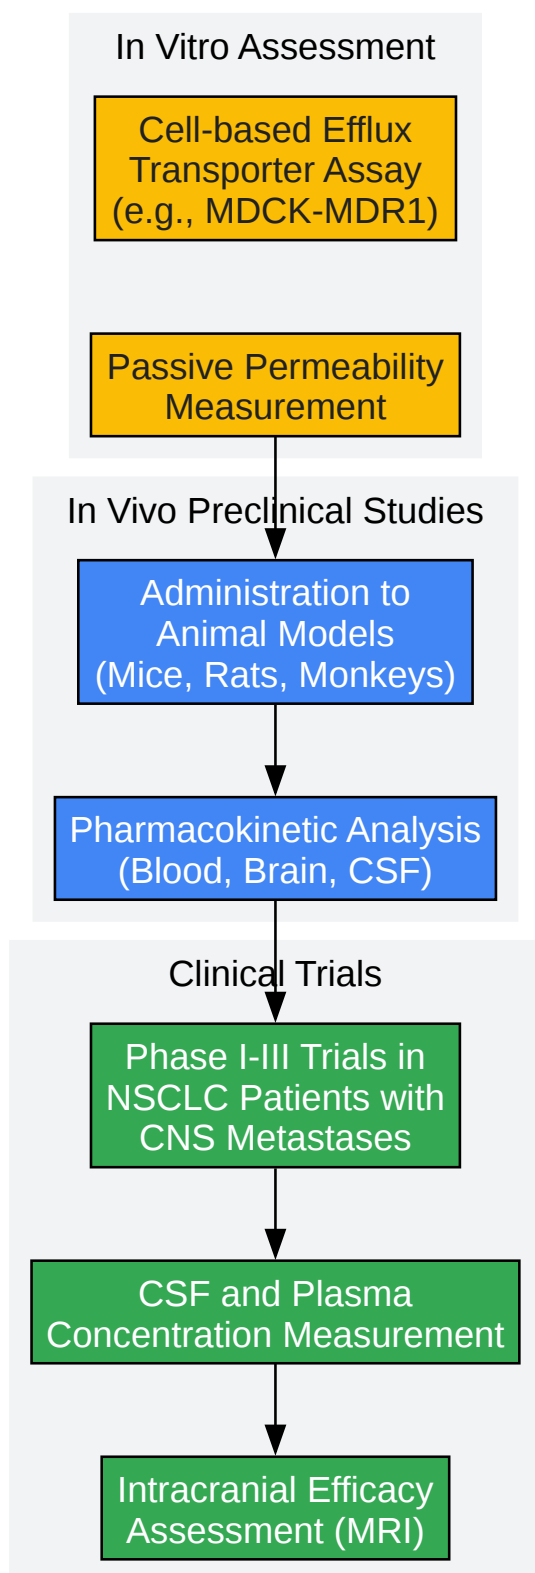 In Vitro Assessment
Cell-based Efflux
Transporter Assay
(e.g., MDCK-MDR1)
Passive Permeability
Measurement
In Vivo Preclinical Studies
Administration to
Animal Models
(Mice, Rats, Monkeys)
Pharmacokinetic Analysis
(Blood, Brain, CSF)
Clinical Trials
Phase I-III Trials in
NSCLC Patients with
CNS Metastases
CSF and Plasma
Concentration Measurement
Intracranial Efficacy
Assessment (MRI)